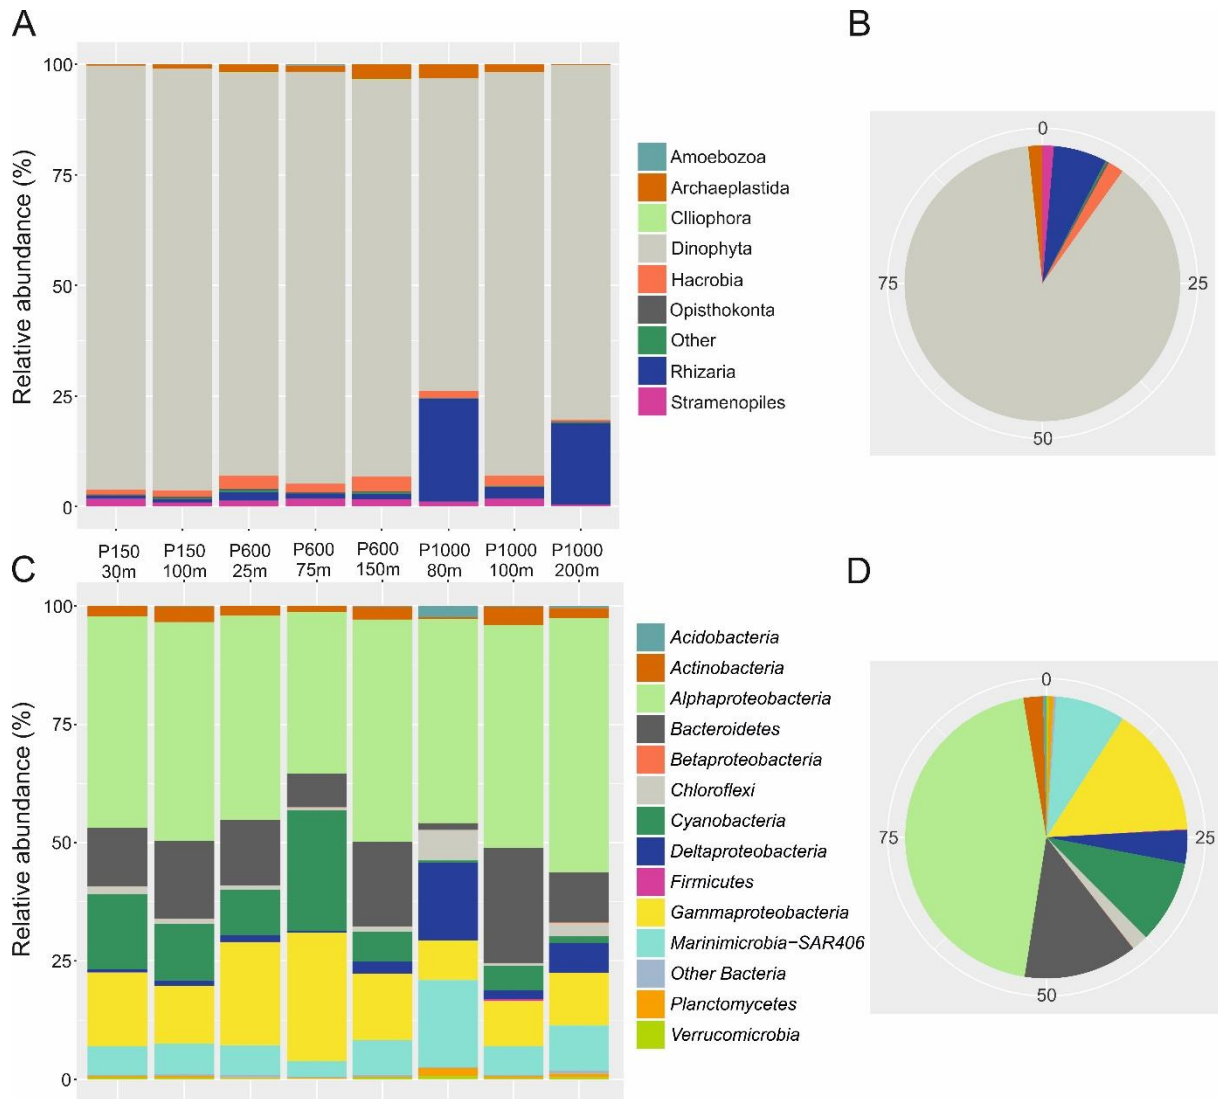 A
B
Relative abundance (%)
100
75
50
25
0
Amoebozoa
Archaeplastida
Clliophora
Dinophyta
Hacrobia
Opisthokonta
Other
Rhizaria
Stramenopiles
0
25
50
75
P150 P150 P600 P600 P600 P1000 P1000 P1000
30m 100m 25m 75m 150m 80m 100m 200m
C
D
Relative abundance (%)
100
75
50
25
0
Acidobacteria
Actinobacteria
Alphaproteobacteria
Bacteroidetes
Betaproteobacteria
Chloroflexi
Cyanobacteria
Deltaproteobacteria
Firmicutes
Gammaproteobacteria
Marinimicrobia−SAR406
Other Bacteria
Planctomycetes
Verrucomicrobia
0
25
50
75